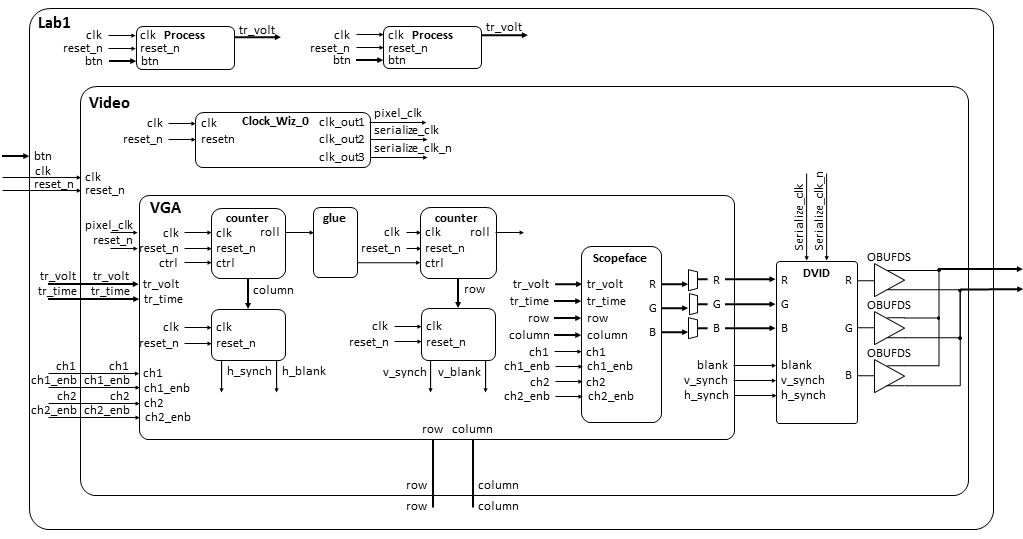 Lab1
clk
reset_n
btn
clk Process
reset_n
btn
tr_volt
clk
reset_n
btn
clk Process
reset_n
btn
tr_volt
Video
clk
reset_n
clk
resetn
Clock_Wiz_0
clk_out1
clk_out2
clk_out3
pixel_clk
serialize_clk
serialize_clk_n
btn
clk
reset_n
clk
reset_n
VGA
pixel_clk
reset_n
counter
clk
reset_n
ctrl
clk
reset_n
ctrl
roll
glue
counter
clk
reset_n
clk
reset_n
ctrl
roll
column
row
tr_volt
tr_time
tr_volt
tr_time
tr_volt
tr_time
clk
reset_n
clk
reset_n
h_synch
h_blank
clk
reset_n
clk
reset_n
v_synch
v_blank
ch1
ch1_enb
ch2
ch2_enb
ch1
ch1_enb
ch2
ch2_enb
ch1
ch1_enb
ch2
ch2_enb
Scopeface
tr_volt
tr_time
row
column
ch1
ch1_enb
ch2
ch2_enb
tr_volt
tr_time
row
column
ch1
ch1_enb
ch2
ch2_enb
R
G
B
R
G
B
Serialize_clk
Serialize_clk_n
DVID
R
G
B
blank
v_synch
h_synch
blank
v_synch
h_synch
R
G
B
OBUFDS
OBUFDS
OBUFDS
row column
row
column
row
column